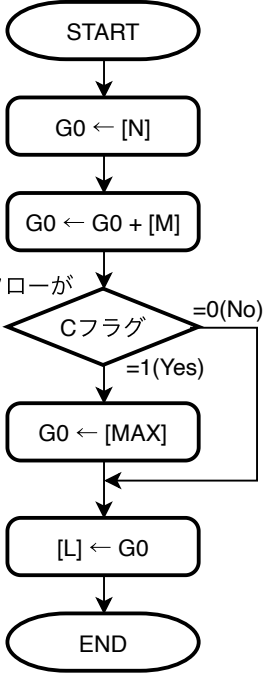 START
G0 ← [N]
G0 ← G0 + [M]
フローが
Cフラグ
=0(No)
=1(Yes)
G0 ← [MAX]
[L] ← G0
END